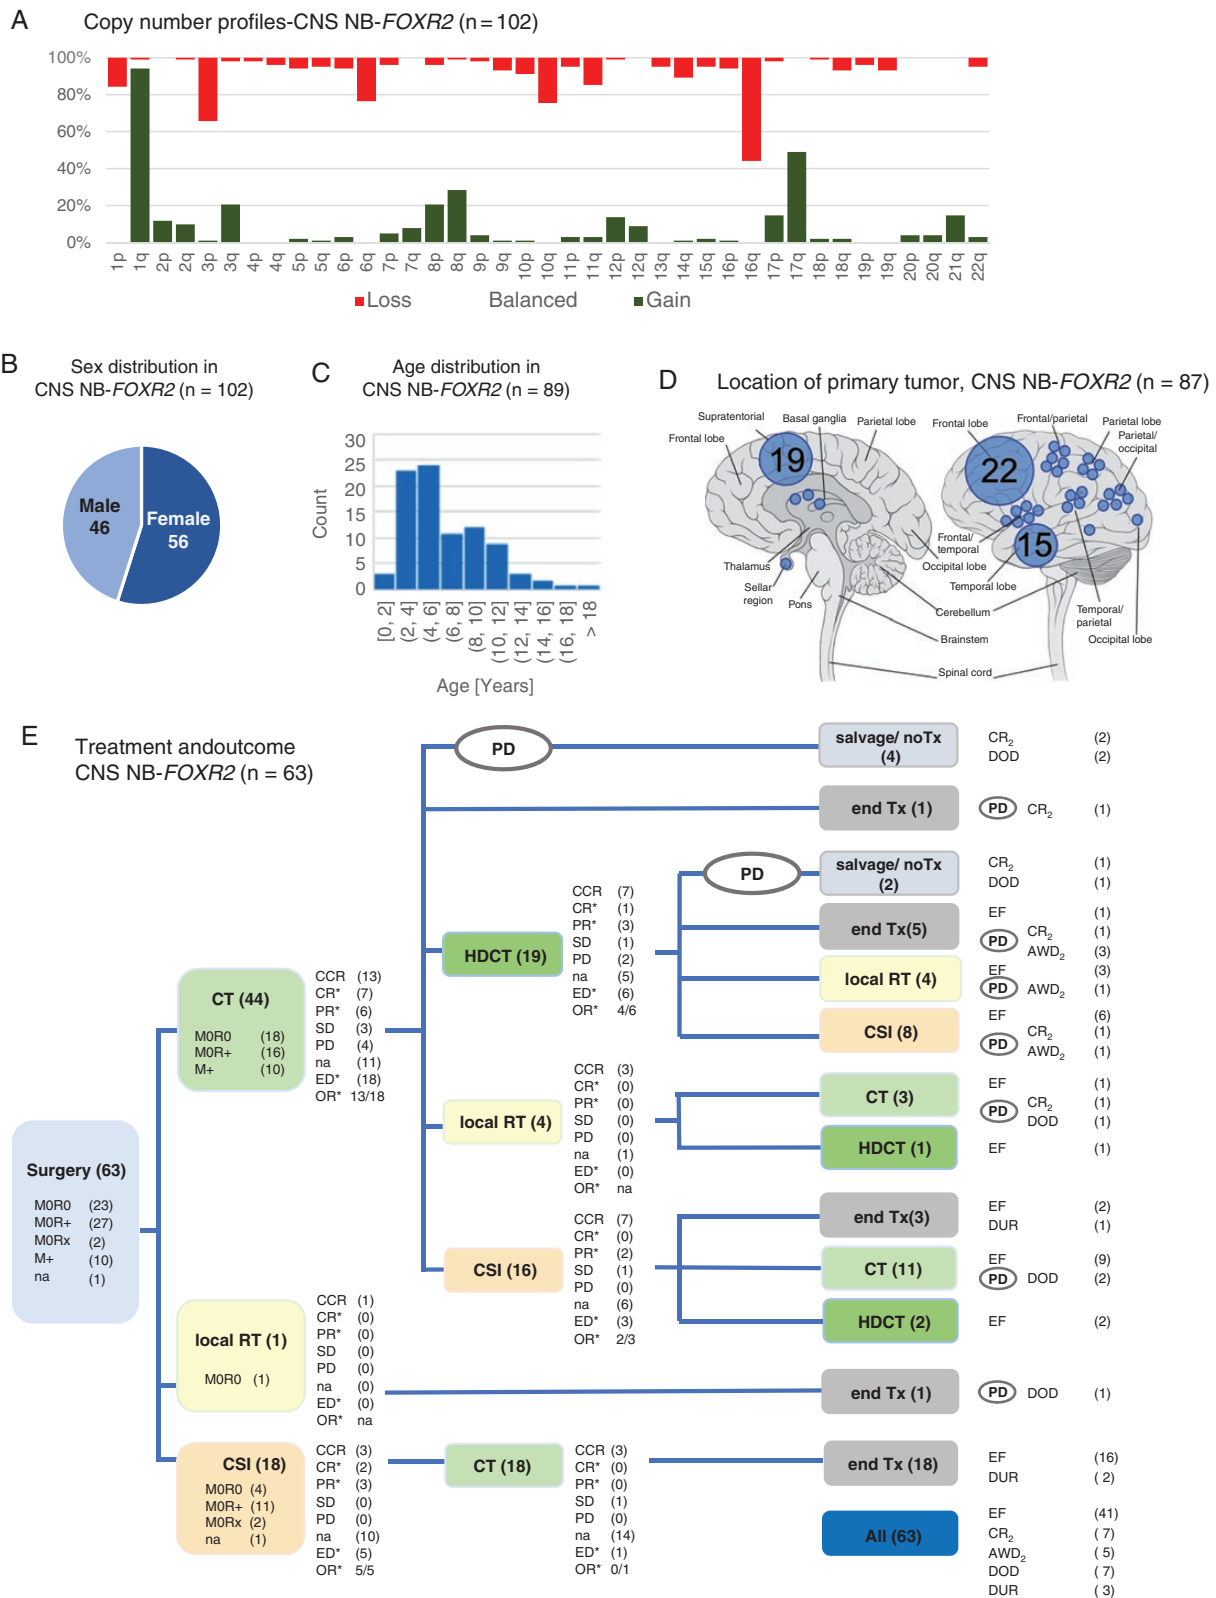 A
Copy number profiles-CNS NB-FOXR2 (n = 102)
100%
80%
60%
40%
20%
0%
1p 1q 2p 2q 3p 3q 4p 4q 5p 5q 6p 6q 7p 7q 8p 8q 9p 9q 10p 10q 11p 11q 12p 12q 13q 14q 15q 16p 16q 17p 17q 18p 18q 19p 19q 20p 20q 21q 22q
Loss Balanced Gain
B
Sex distribution in
CNS NB-FOXR2 (n = 102)
Male
46
Female
56
C
Age distribution in
CNS NB-FOXR2 (n = 89)
Count
30
25
20
15
10
5
0
[0, 2] (2, 4] (4, 6] (6, 8] (8, 10] (10, 12] (12, 14] (14, 16] (16, 18] > 18
Age [Years]
D
Location of primary tumor, CNS NB-FOXR2 (n = 87)
Supratentorial
Basal ganglia
Parietal lobe
Frontal lobe
19
Thalamus
Sellar
region
Pons
Occipital lobe
Cerebellum
Brainstem
Spinal cord
Frontal lobe
Frontal/parietal
Parietal lobe
Parietal/
occipital
22
Frontal/
temporal
15
Temporal lobe
Temporal/
parietal
Occipital lobe
E
Treatment andoutcome
CNS NB-FOXR2 (n = 63)
Surgery (63)
M0R0 (23)
M0R+ (27)
M0Rx (2)
M+ (10)
na (1)
CT (44)
M0R0 (18)
M0R+ (16)
M+ (10)
CCR (13)
CR* (7)
PR* (6)
SD (3)
PD (4)
na (11)
ED* (18)
OR* 13/18
PD
salvage/ noTx
(4)
CR2 (2)
DOD (2)
end Tx (1)
PD CR2 (1)
HDCT (19)
CCR (7)
CR* (1)
PR* (3)
SD (1)
PD (2)
na (5)
ED* (6)
OR* 4/6
PD
salvage/ noTx
(2)
CR2 (1)
DOD (1)
end Tx(5)
EF (1)
PD CR2 (1)
AWD2 (3)
local RT (4)
EF (3)
PD AWD2 (1)
CSI (8)
EF (6)
PD CR2 (1)
AWD2 (1)
local RT (4)
CCR (3)
CR* (0)
PR* (0)
SD (0)
PD (0)
na (1)
ED* (0)
OR* na
CT (3)
EF (1)
PD CR2 (1)
DOD (1)
HDCT (1)
EF (1)
CSI (16)
CCR (7)
CR* (0)
PR* (2)
SD (1)
PD (0)
na (6)
ED* (3)
OR* 2/3
end Tx(3)
EF (2)
DUR (1)
CT (11)
EF (9)
PD DOD (2)
HDCT (2)
EF (2)
local RT (1)
M0R0 (1)
CCR (1)
CR* (0)
PR* (0)
SD (0)
PD (0)
na (0)
ED* (0)
OR* na
end Tx (1)
PD DOD (1)
CSI (18)
M0R0 (4)
M0R+ (11)
M0Rx (2)
na (1)
CCR (3)
CR* (2)
PR* (3)
SD (0)
PD (0)
na (10)
ED* (5)
OR* 5/5
CT (18)
CCR (3)
CR* (0)
PR* (0)
SD (1)
PD (0)
na (14)
ED* (1)
OR* 0/1
end Tx (18)
EF (16)
DUR ( 2)
All (63)
EF (41)
CR2 ( 7)
AWD2 ( 5)
DOD ( 7)
DUR ( 3)